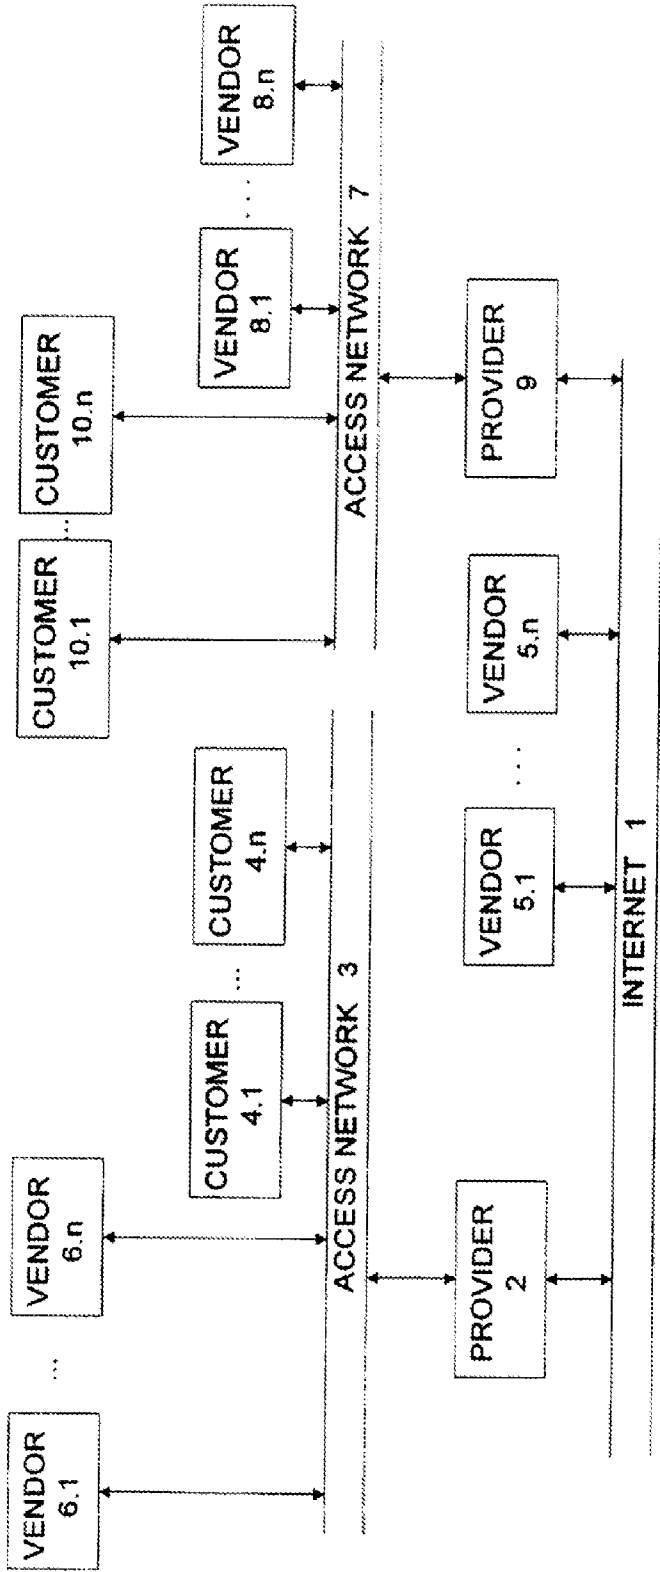 VENDOR
6.1
...
VENDOR
6.n
CUSTOMER
10.1
...
CUSTOMER
10.n
CUSTOMER
4.1
...
CUSTOMER
4.n
VENDOR
8.1
...
VENDOR
8.n
ACCESS NETWORK 3
ACCESS NETWORK 7
PROVIDER
2
VENDOR
5.1
...
VENDOR
5.n
PROVIDER
9
INTERNET 1